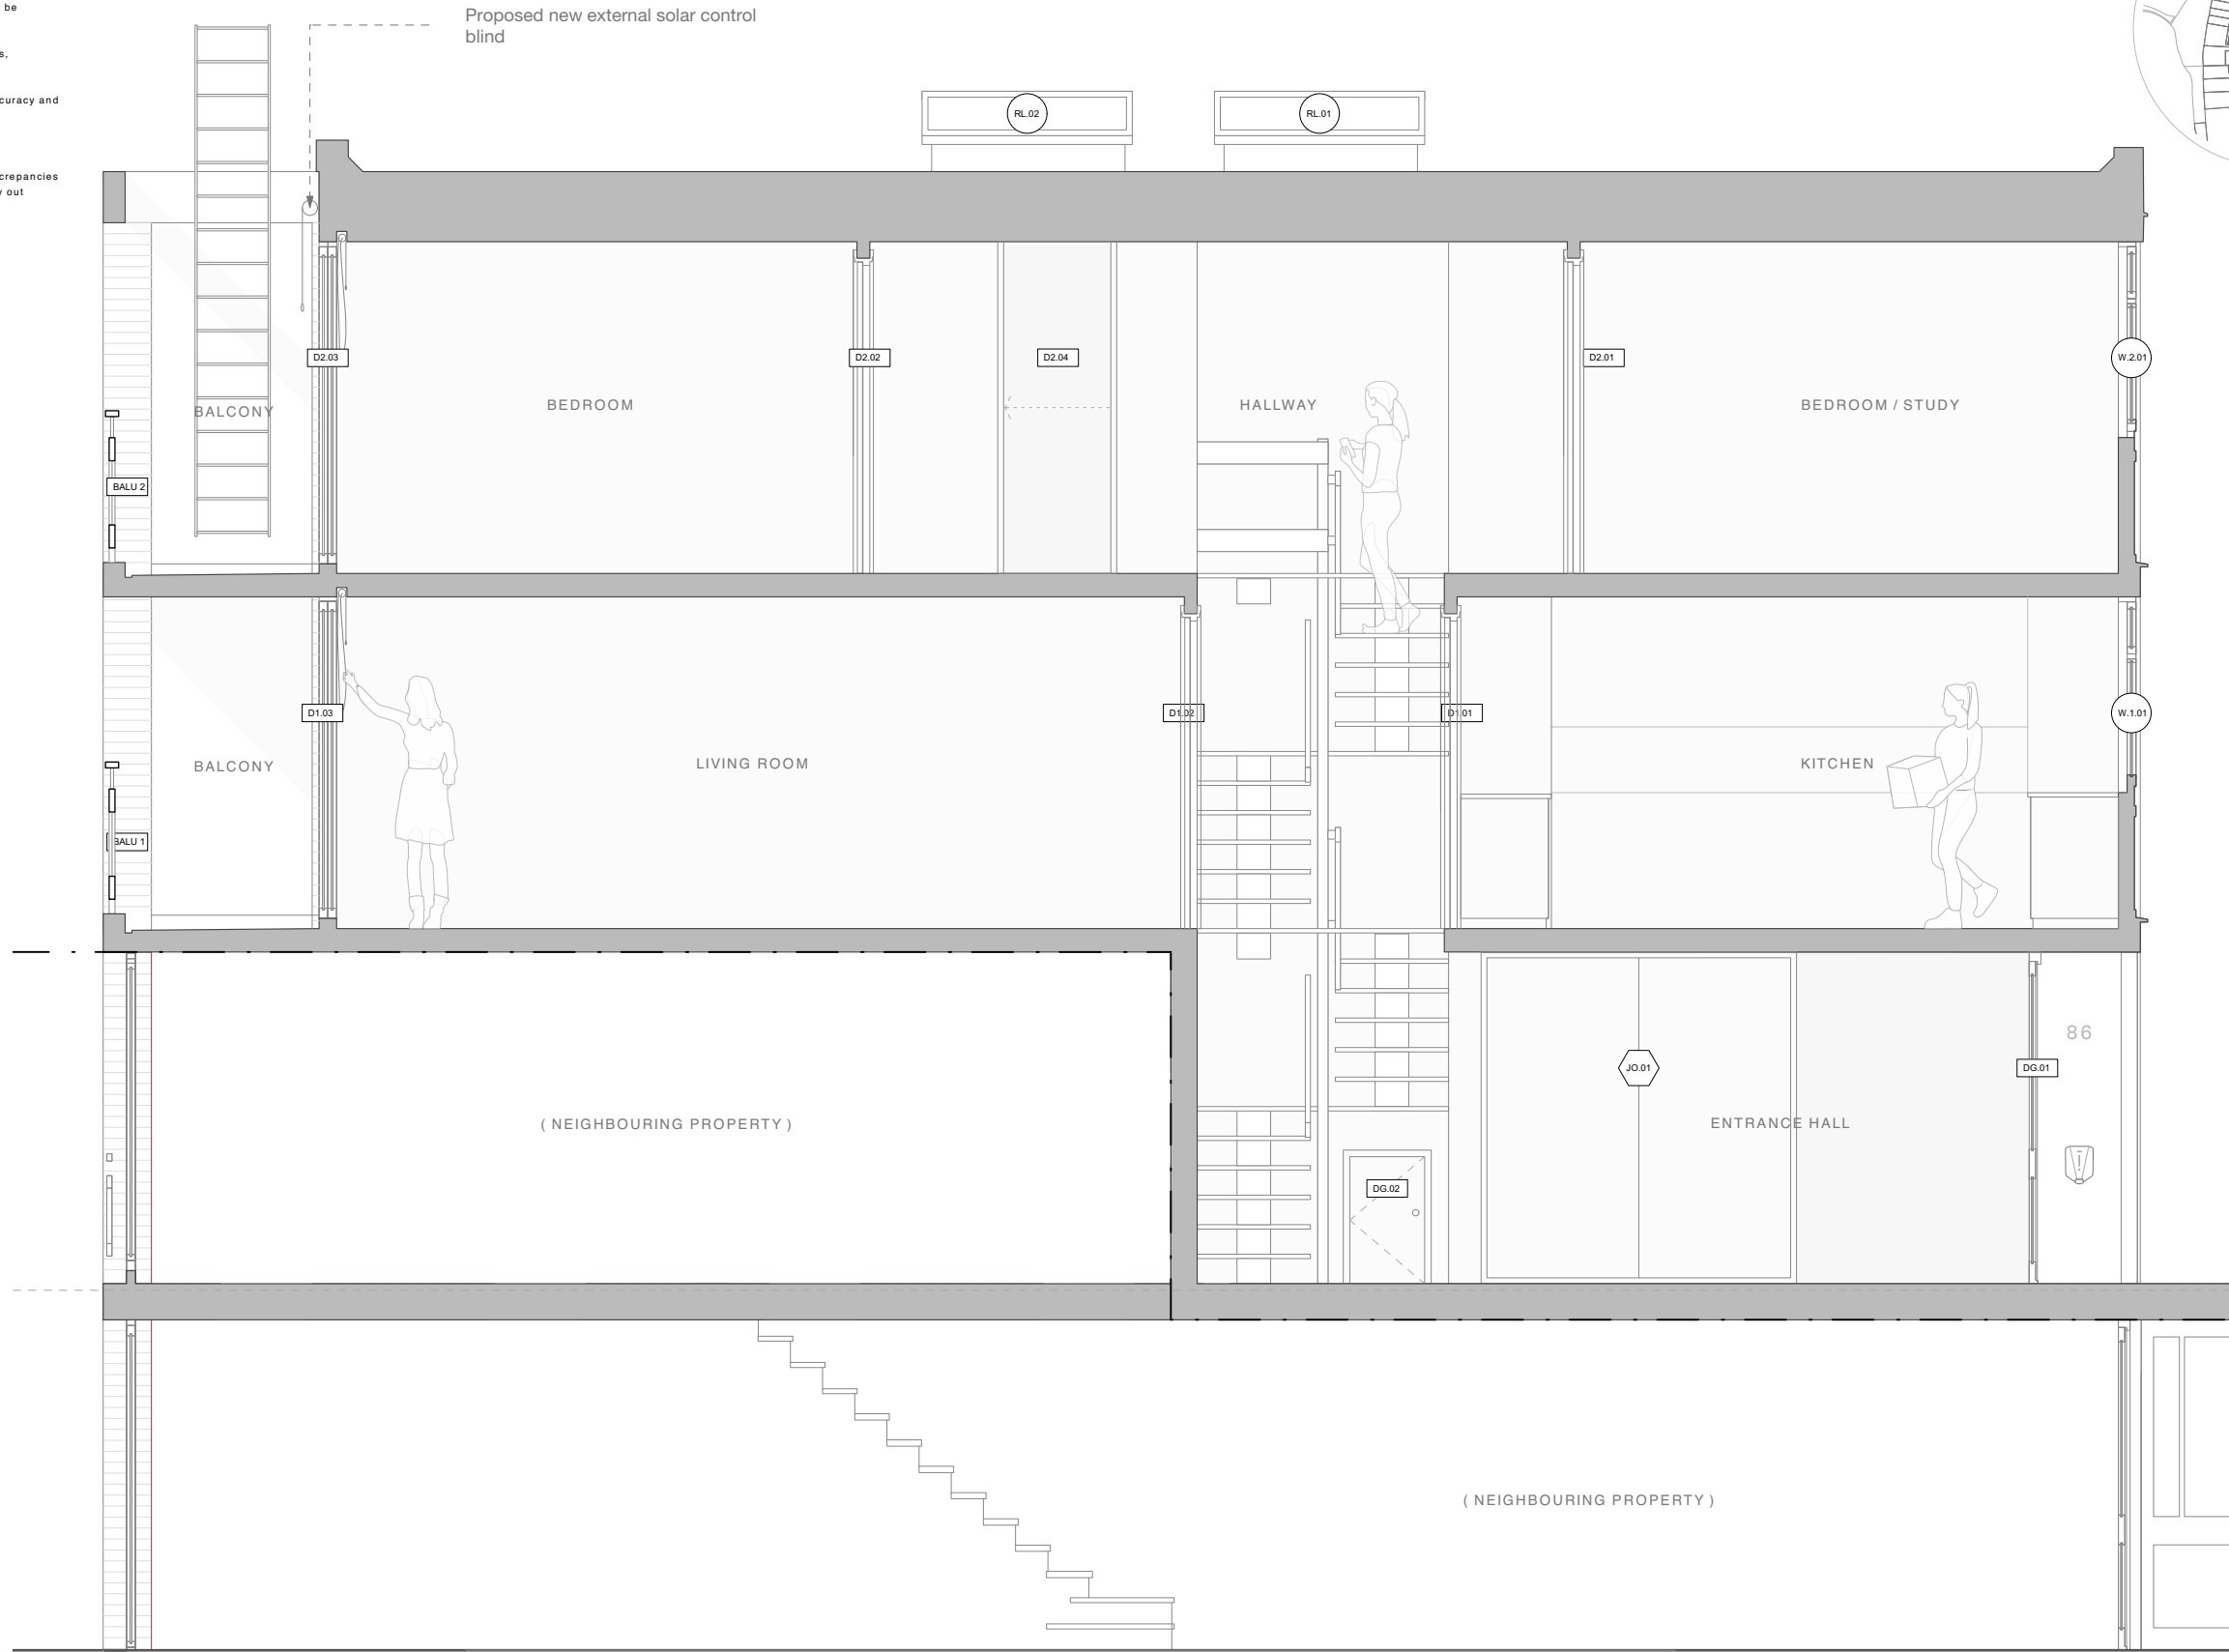 be
s,
curacy and
crepancies
y out
Proposed new external solar control
blind
RL.02
RL.01
D2.03
D2.02
D2.04
D2.01
W.2.01
BALCONY
BEDROOM
HALLWAY
BEDROOM / STUDY
BALU 2
D1.03
D1.02
D1.01
W.1.01
BALCONY
LIVING ROOM
KITCHEN
BALU 1
86
JO.01
DG.01
( NEIGHBOURING PROPERTY )
ENTRANCE HALL
DG.02
( NEIGHBOURING PROPERTY )